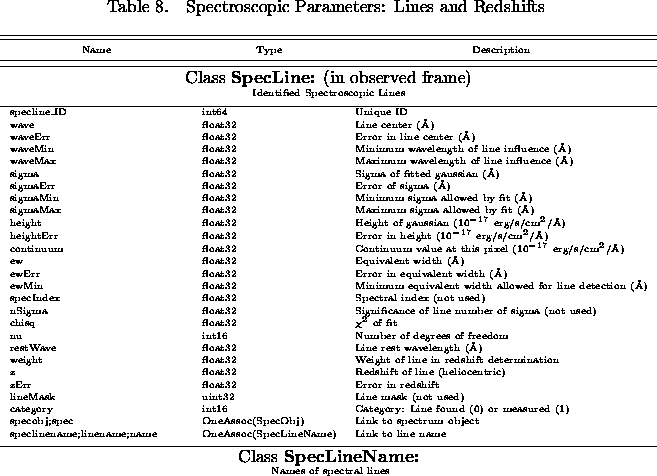 Table 8. Spectroscopic Parameters: Lines and Redshifts
Name Type Description
Class SpecLine: (in observed frame)
Identified Spectroscopic Lines
specline_ID int64 Unique ID
wave float32 Line center (Å)
waveErr float32 Error in line center (Å)
waveMin float32 Minimum wavelength of line influence (Å)
waveMax float32 Maximum wavelength of line influence (Å)
sigma float32 Sigma of fitted gaussian (Å)
sigmaErr float32 Error of sigma (Å)
sigmaMin float32 Minimum sigma allowed by fit (Å)
sigmaMax float32 Maximum sigma allowed by fit (Å)
height float32 Height of gaussian (10⁻¹⁷ erg/s/cm²/Å)
heightErr float32 Error in height (10⁻¹⁷ erg/s/cm²/Å)
continuum float32 Continuum value at this pixel (10⁻¹⁷ erg/s/cm²/Å)
ew float32 Equivalent width (Å)
ewErr float32 Error in equivalent width (Å)
ewMin float32 Minimum equivalent width allowed for line detection (Å)
specIndex float32 Spectral index (not used)
nSigma float32 Significance of line number of sigma (not used)
chisq float32 χ² of fit
nu int16 Number of degrees of freedom
restWave float32 Line rest wavelength (Å)
weight float32 Weight of line in redshift determination
z float32 Redshift of line (heliocentric)
zErr float32 Error in redshift
lineMask uint32 Line mask (not used)
category int16 Category: Line found (0) or measured (1)
specobj;spec OneAssoc(SpecObj) Link to spectrum object
speclinename;linename;name OneAssoc(SpecLineName) Link to line name
Class SpecLineName:
Names of spectral lines